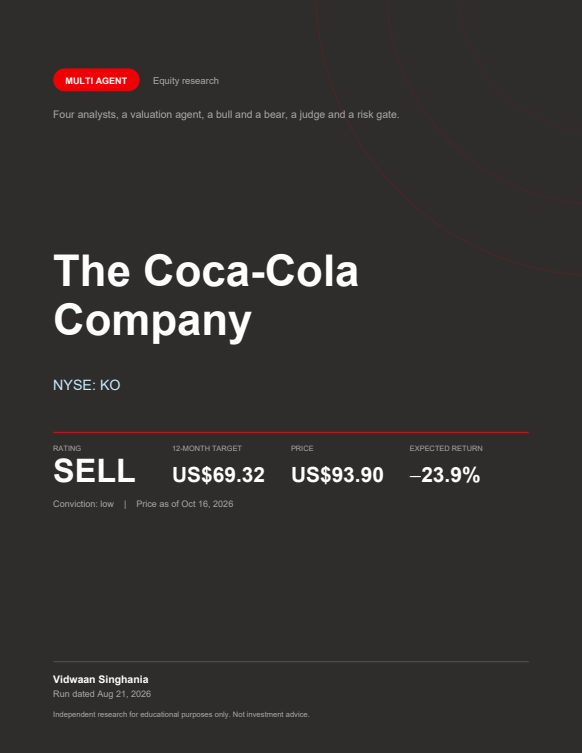 MULTI AGENT Equity research
Four analysts, a valuation agent, a bull and a bear, a judge and a risk gate.
The Coca-Cola
Company
NYSE: KO
RATING 12-MONTH TARGET PRICE EXPECTED RETURN
SELL US$69.32 US$93.90 –23.9%
Conviction: low | Price as of Oct 16, 2026
Vidwaan Singhania
Run dated Aug 21, 2026
Independent research for educational purposes only. Not investment advice.